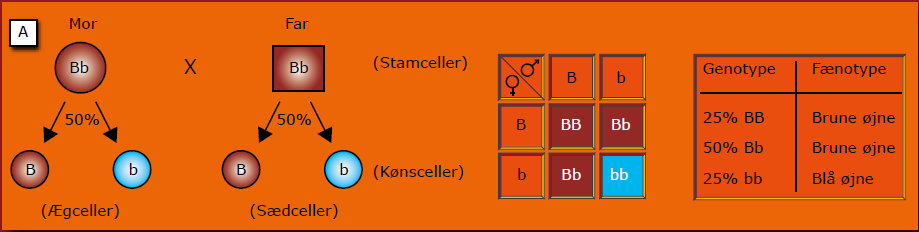 A
Mor
Far
Bb
X
Bb
(Stamceller)
50%
50%
B
b
B
b
(Kønsceller)
(Ægceller)
(Sædceller)
♀ ♂ B b
B BB Bb
b Bb bb
Genotype Fænotype
25% BB Brune øjne
50% Bb Brune øjne
25% bb Blå øjne